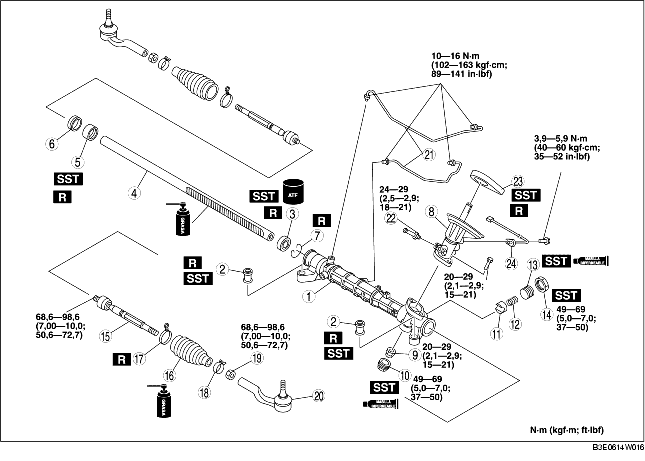 10—16 N·m
(102—163 kgf·cm;
89—141 in·lbf)
3,9—5,9 N·m
(40—60 kgf·cm;
35—52 in·lbf)
6
5
SST
R
4
21
23
SST
R
24—29
(2,5—2,9;
18—21)
22
8
SST
ATF
R
3
R
7
GREASE
24
SST
13
R
SST
2
1
20—29
(2,1—2,9;
15—21)
SST
14
12
11
49—69
(5,0—7,0;
37—50)
68,6—98,6
(7,00—10,0;
50,6—72,7)
15
68,6—98,6
(7,00—10,0;
50,6—72,7)
2
R
SST
R
17
16
18
19
9
20—29
(2,1—2,9;
15—21)
10
SST
49—69
(5,0—7,0;
37—50)
GREASE
20
N·m (kgf·m; ft·lbf)
B3E0614W016